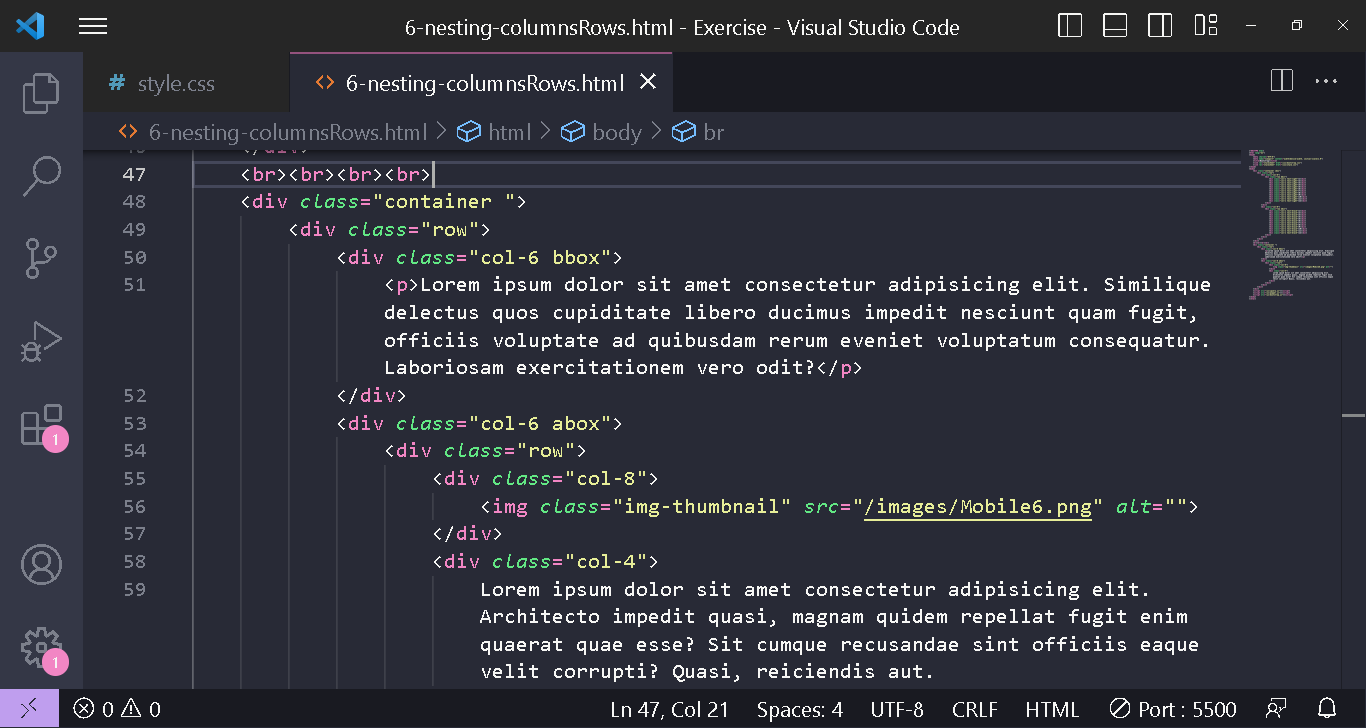 6-nesting-columnsRows.html - Exercise - Visual Studio Code
# style.css
<> 6-nesting-columnsRows.html
<> 6-nesting-columnsRows.html > html > body > br
47 <br><br><br><br>
48 <div class="container ">
49 <div class="row">
50 <div class="col-6 bbox">
51 <p>Lorem ipsum dolor sit amet consectetur adipisicing elit. Similique
delectus quos cupiditate libero ducimus impedit nesciunt quam fugit,
officiis voluptate ad quibusdam rerum eveniet voluptatum consequatur.
Laboriosam exercitationem vero odit?</p>
52 </div>
53 <div class="col-6 abox">
54 <div class="row">
55 <div class="col-8">
56 <img class="img-thumbnail" src="/images/Mobile6.png" alt="">
57 </div>
58 <div class="col-4">
59 Lorem ipsum dolor sit amet consectetur adipisicing elit.
Architecto impedit quasi, magnam quidem repellat fugit enim
quaerat quae esse? Sit cumque recusandae sint officiis eaque
velit corrupti? Quasi, reiciendis aut.
1
1
0 0 Ln 47, Col 21 Spaces: 4 UTF-8 CRLF HTML Port : 5500